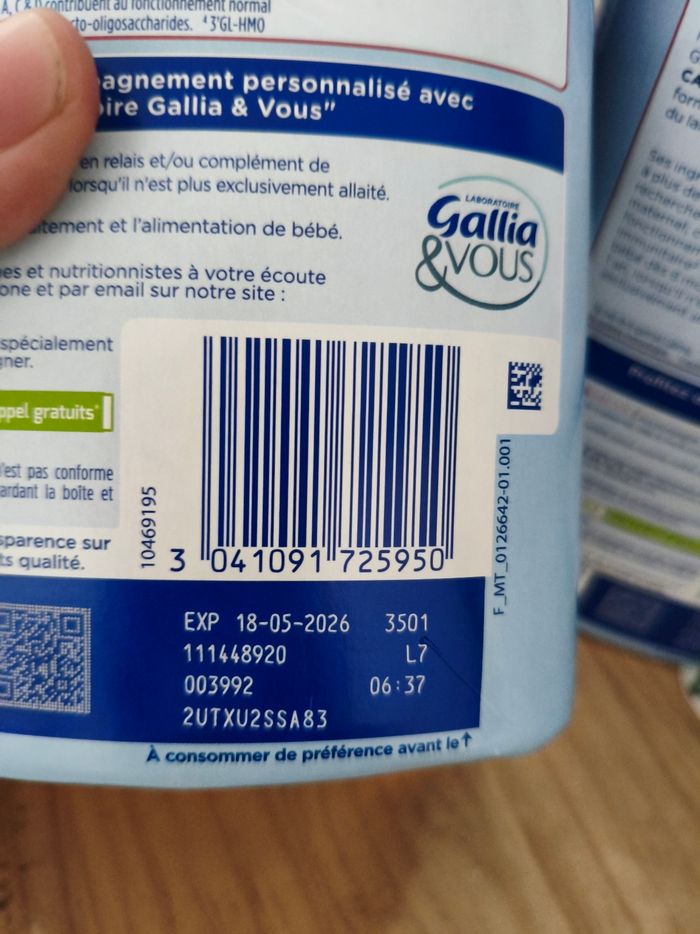 A, C & D contribuent au fonctionnement normal
cto-oligosaccharides. ⁴ 3'GL-HMO
pagnement personnalisé avec
oire Gallia & Vous"
en relais et/ou complément de
lorsqu'il n'est plus exclusivement allaité.
aitement et l'alimentation de bébé.
es et nutritionnistes à votre écoute
one et par email sur notre site :
LABORATOIRE
Gallia
&VOUS
spécialement
gner.
appel gratuits*
'est pas conforme
ardant la boîte et
sparence sur
ts qualité.
10469195
3 041091 725950
F_MT_0126642-01.001
EXP 18-05-2026 3501
111448920 L7
003992 06:37
2UTXU2SSA83
À consommer de préférence avant le↑